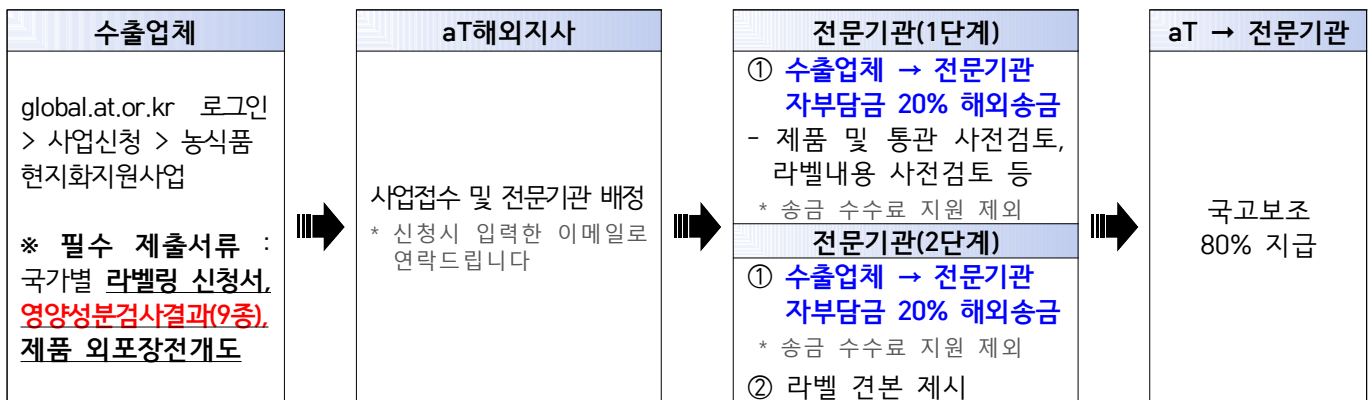 수출업체
global.at.or.kr 로그인
> 사업신청 > 농식품
현지화지원사업
※ 필수 제출서류 :
국가별 라벨링 신청서,
영양성분검사결과(9종),
제품 외포장전개도
aT해외지사
사업접수 및 전문기관 배정
* 신청시 입력한 이메일로
연락드립니다
전문기관(1단계)
① 수출업체 → 전문기관
자부담금 20% 해외송금
- 제품 및 통관 사전검토,
라벨내용 사전검토 등
* 송금 수수료 지원 제외
전문기관(2단계)
① 수출업체 → 전문기관
자부담금 20% 해외송금
* 송금 수수료 지원 제외
② 라벨 견본 제시
aT → 전문기관
국고보조
80% 지급